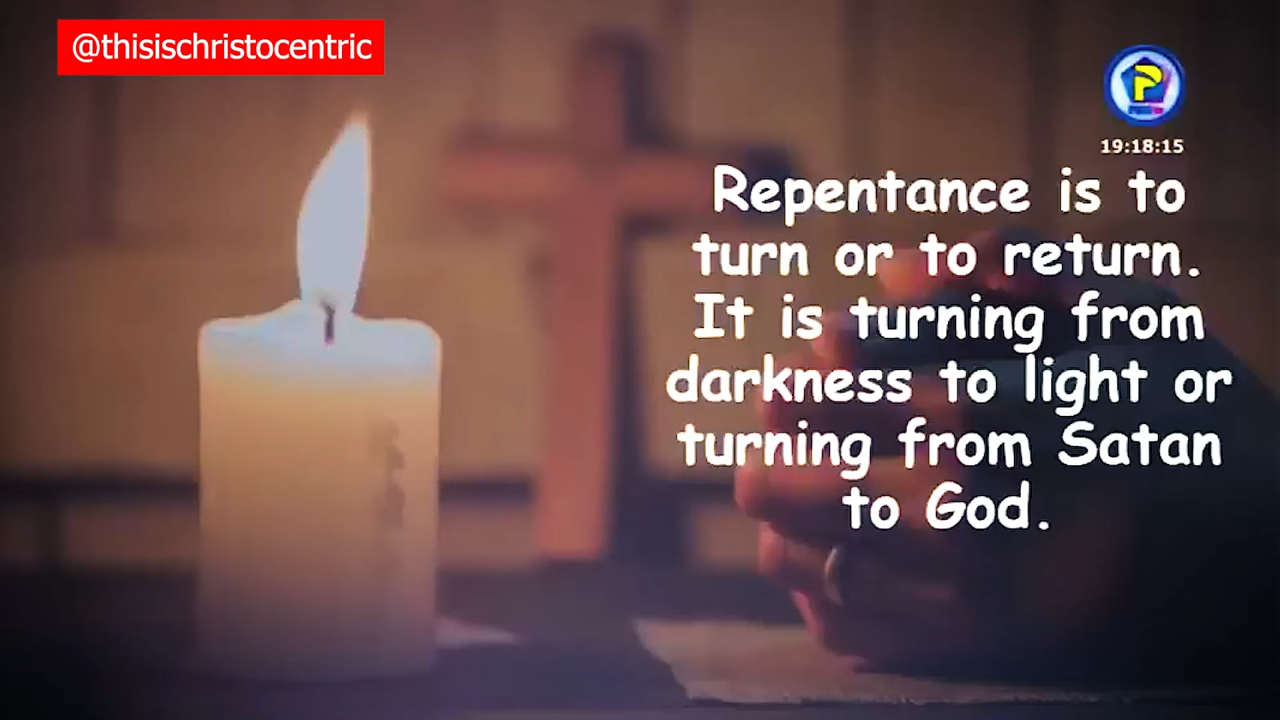 @thisischristocentric
P
19:18:15
Repentance is to
turn or to return.
It is turning from
darkness to light or
turning from Satan
to God.